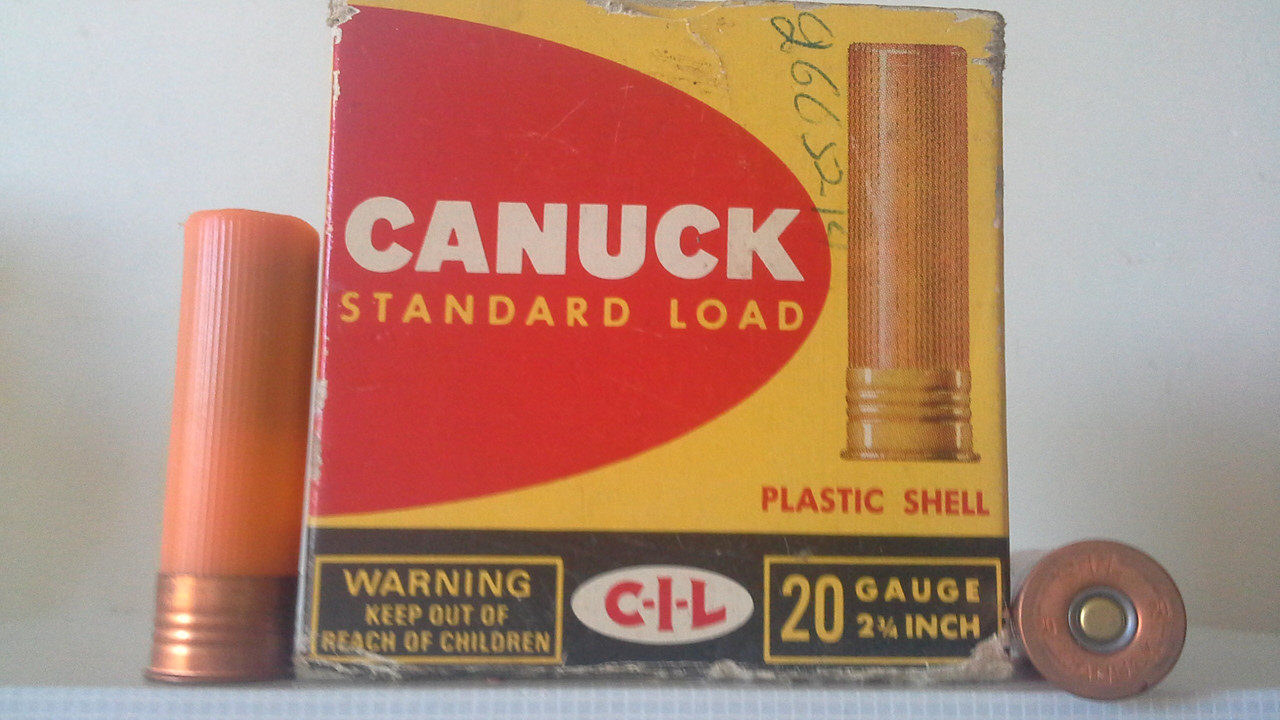 CANUCK
STANDARD LOAD
PLASTIC SHELL
WARNING
KEEP OUT OF
REACH OF CHILDREN
C-I-L
20 GAUGE
2¾ INCH